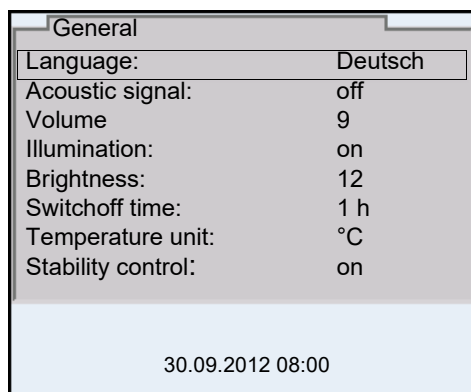 General
Language: Deutsch
Acoustic signal: off
Volume 9
Illumination: on
Brightness: 12
Switchoff time: 1 h
Temperature unit: °C
Stability control: on
30.09.2012 08:00